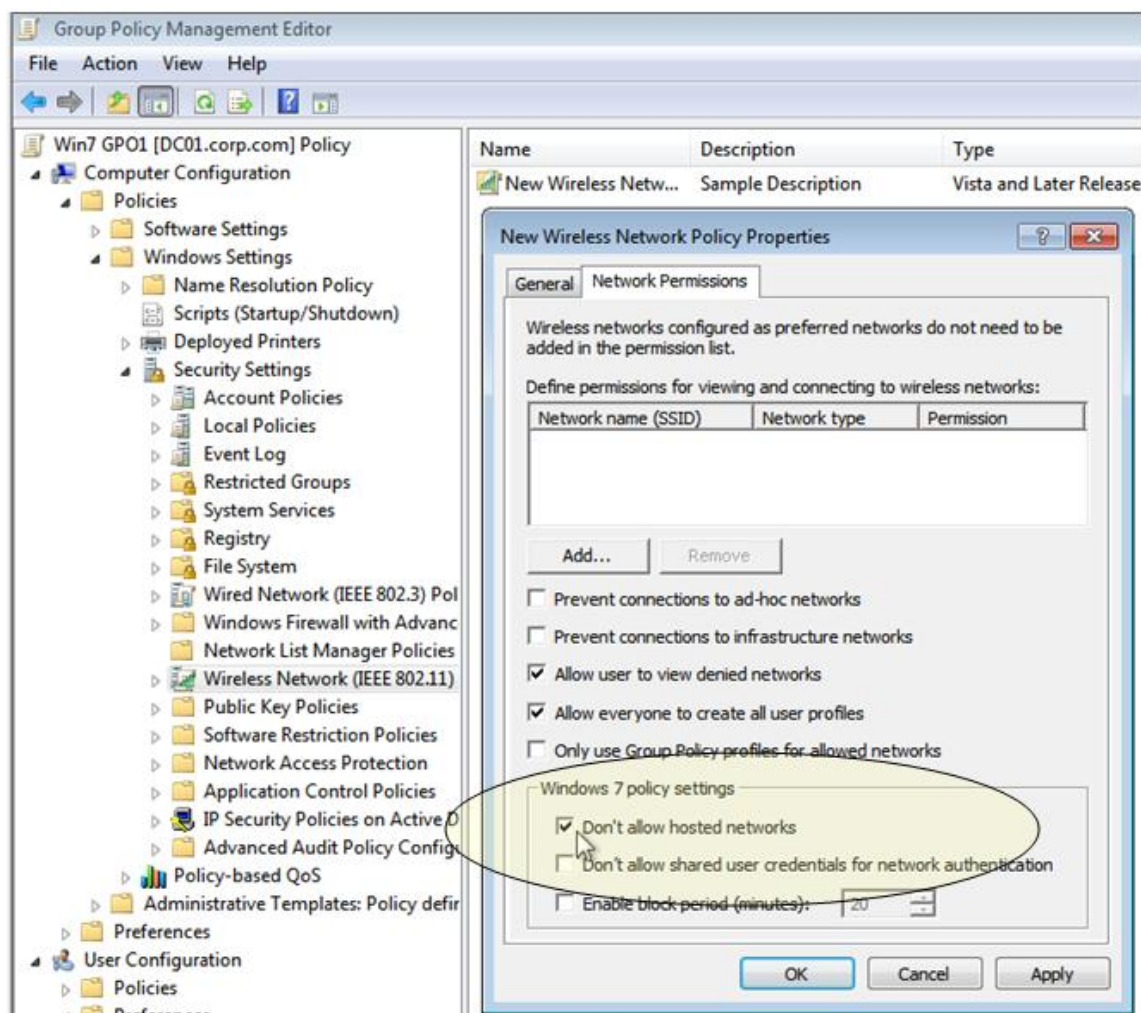 Group Policy Management Editor
File Action View Help
Win7 GPO1 [DC01.corp.com] Policy
Computer Configuration
Policies
Software Settings
Windows Settings
Name Resolution Policy
Scripts (Startup/Shutdown)
Deployed Printers
Security Settings
Account Policies
Local Policies
Event Log
Restricted Groups
System Services
Registry
File System
Wired Network (IEEE 802.3) Pol
Windows Firewall with Advanc
Network List Manager Policies
Wireless Network (IEEE 802.11)
Public Key Policies
Software Restriction Policies
Network Access Protection
Application Control Policies
IP Security Policies on Active D
Advanced Audit Policy Config
Policy-based QoS
Administrative Templates: Policy defir
Preferences
User Configuration
Policies
Preferences
Name Description Type
New Wireless Netw... Sample Description Vista and Later Release
New Wireless Network Policy Properties
General Network Permissions
Wireless networks configured as preferred networks do not need to be
added in the permission list.
Define permissions for viewing and connecting to wireless networks:
Network name (SSID) Network type Permission
Add... Remove
Prevent connections to ad-hoc networks
Prevent connections to infrastructure networks
Allow user to view denied networks
Allow everyone to create all user profiles
Only use Group Policy profiles for allowed networks
Windows 7 policy settings
Don't allow hosted networks
Don't allow shared user credentials for network authentication
Enable block period (minutes): 20
OK Cancel Apply